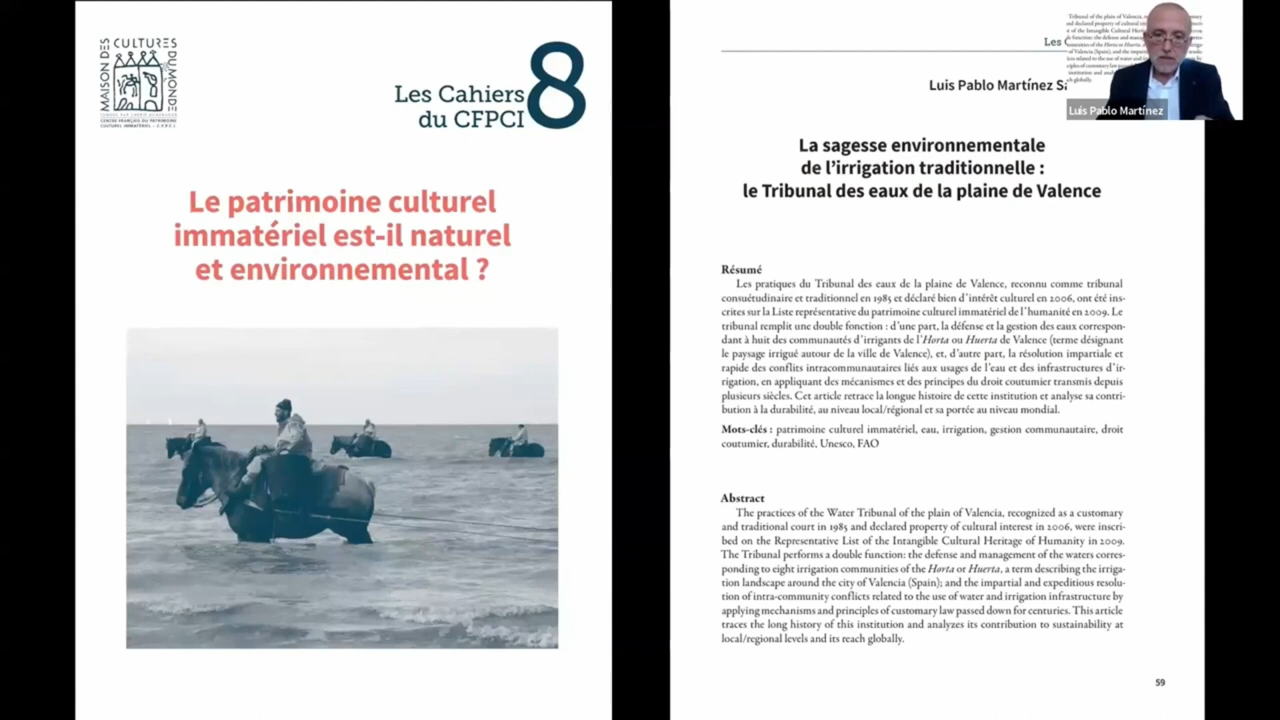 MAISON DES CULTURES DU MONDE
CENTRE FRANÇAIS DU PATRIMOINE
CULTUREL IMMATÉRIEL – C F P C I
Les Cahiers
du CFPCI
8
Le patrimoine culturel
immatériel est-il naturel
et environnemental ?
Les C
Luis Pablo Martínez
Luis Pablo Martínez
La sagesse environnementale
de l’irrigation traditionnelle :
le Tribunal des eaux de la plaine de Valence
Résumé
Les pratiques du Tribunal des eaux de la plaine de Valence, reconnu comme tribunal
consuétudinaire et traditionnel en 1985 et déclaré bien d’intérêt culturel en 2006, ont été ins-
crites sur la Liste représentative du patrimoine culturel immatériel de l’humanité en 2009. Le
tribunal remplit une double fonction : d’une part, la défense et la gestion des eaux correspon-
dant à huit des communautés d’irrigants de l’Horta ou Huerta de Valence (terme désignant
le paysage irrigué autour de la ville de Valence), et, d’autre part, la résolution impartiale et
rapide des conflits intracommunautaires liés aux usages de l’eau et des infrastructures d’ir-
rigation, en appliquant des mécanismes et des principes du droit coutumier transmis depuis
plusieurs siècles. Cet article retrace la longue histoire de cette institution et analyse sa contri-
bution à la durabilité, au niveau local/régional et sa portée au niveau mondial.
Mots-clés : patrimoine culturel immatériel, eau, irrigation, gestion communautaire, droit
coutumier, durabilité, Unesco, FAO
Abstract
The practices of the Water Tribunal of the plain of Valencia, recognized as a customary
and traditional court in 1985 and declared property of cultural interest in 2006, were inscri-
bed on the Representative List of the Intangible Cultural Heritage of Humanity in 2009.
The Tribunal performs a double function: the defense and management of the waters corres-
ponding to eight irrigation communities of the Horta or Huerta, a term describing the irriga-
tion landscape around the city of Valencia (Spain); and the impartial and expeditious resolu-
tion of intra-community conflicts related to the use of water and irrigation infrastructure by
applying mechanisms and principles of customary law passed down for centuries. This article
traces the long history of this institution and analyzes its contribution to sustainability at
local/regional levels and its reach globally.
59